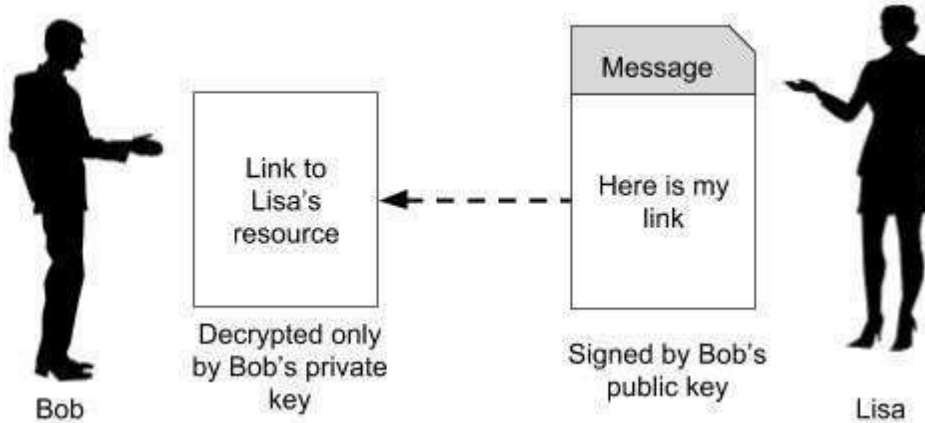 Message
Here is my
link
Link to
Lisa's
resource
Decrypted only
by Bob's private
key
Signed by Bob's
public key
Bob
Lisa